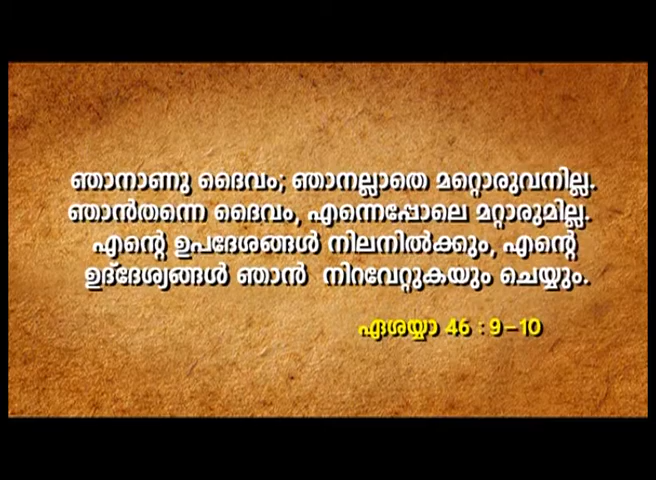 ഞാനാണു ദൈവം; ഞാനല്ലാതെ മറ്റൊരുവനില്ല.
ഞാൻതന്നെ ദൈവം, എന്നെപ്പോലെ മറ്റാരുമില്ല.
എന്റെ ഉപദേശങ്ങൾ നിലനിൽക്കും, എന്റെ
ഉദ്ദേശ്യങ്ങൾ ഞാൻ നിറവേറ്റുകയും ചെയ്യും.
ഏശയ്യാ 46 : 9-10